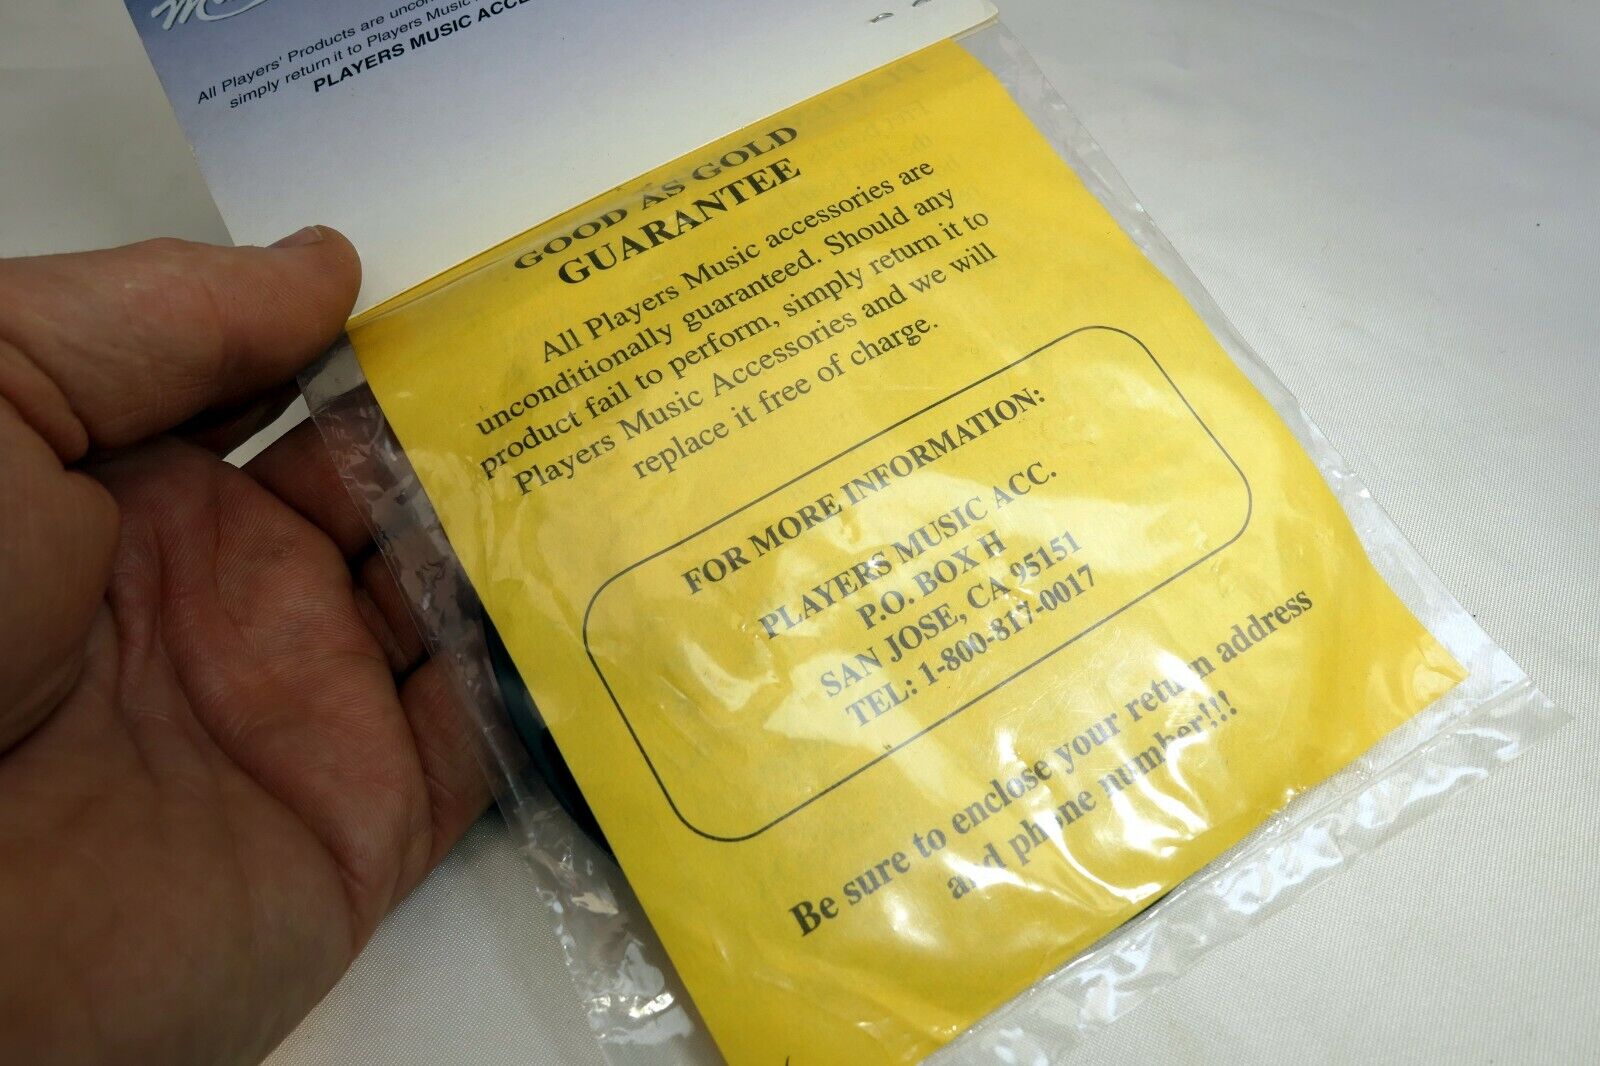 All Players' Products are uncon
simply return it to Players Music
PLAYERS MUSIC ACCE
GOOD AS GOLD
GUARANTEE
All Players Music accessories are
unconditionally guaranteed. Should any
product fail to perform, simply return it to
Players Music Accessories and we will
replace it free of charge.
FOR MORE INFORMATION:
PLAYERS MUSIC ACC.
P.O. BOX H
SAN JOSE, CA 95151
TEL: 1-800-817-0017
Be sure to enclose your return address
and phone number!!!